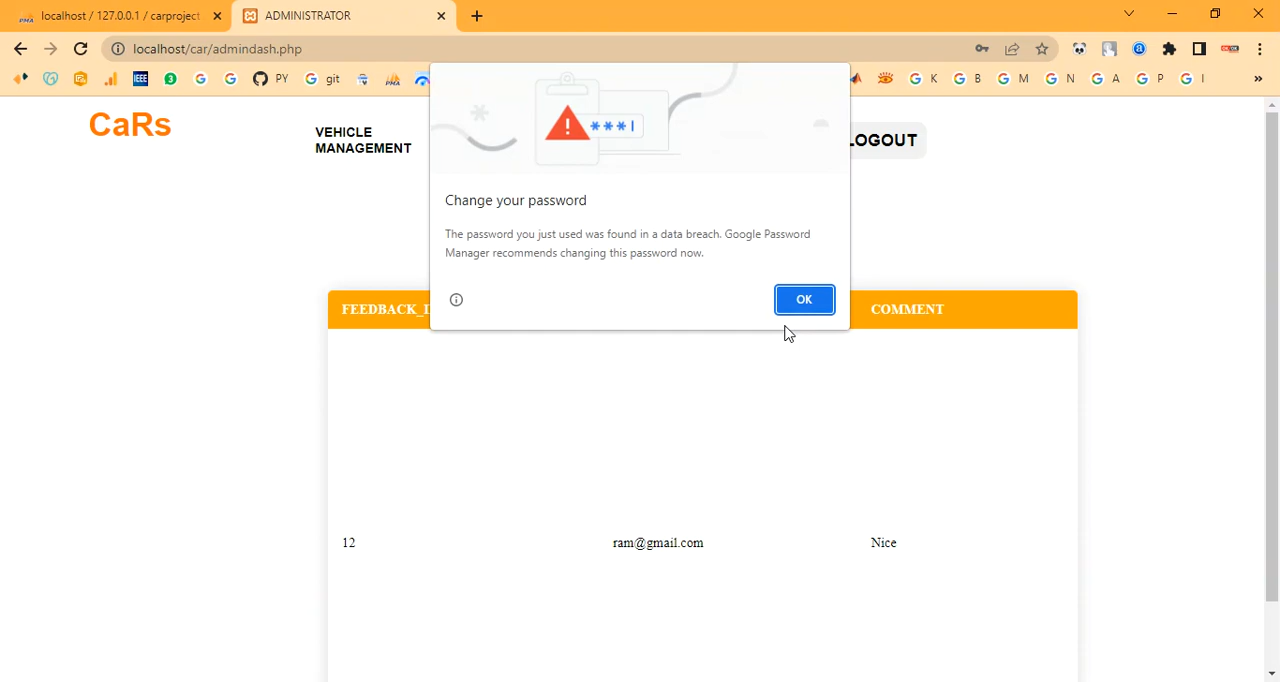 localhost / 127.0.0.1 / carproject
ADMINISTRATOR
localhost/car/admindash.php
IEEE
3
G
G
PY
G git
G K
G B
G M
G N
G A
G P
G I
»
CaRs
VEHICLE
MANAGEMENT
LOGOUT
***
Change your password
The password you just used was found in a data breach. Google Password
Manager recommends changing this password now.
OK
FEEDBACK_I
COMMENT
12
ram@gmail.com
Nice